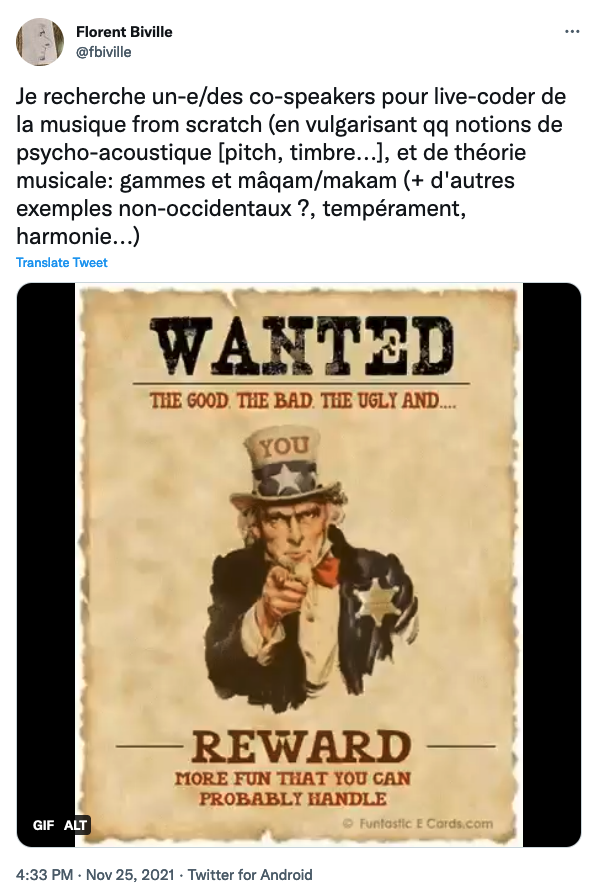 Florent Biville
@fbiville
Je recherche un-e/des co-speakers pour live-coder de
la musique from scratch (en vulgarisant qq notions de
psycho-acoustique [pitch, timbre...], et de théorie
musicale: gammes et mâqam/makam (+ d'autres
exemples non-occidentaux ?, tempérament,
harmonie...)
Translate Tweet
WANTED
THE GOOD. THE BAD. THE UGLY AND....
YOU
REWARD
MORE FUN THAT YOU CAN
PROBABLY HANDLE
© Funtastic E Cards.com
GIF ALT
4:33 PM · Nov 25, 2021 · Twitter for Android